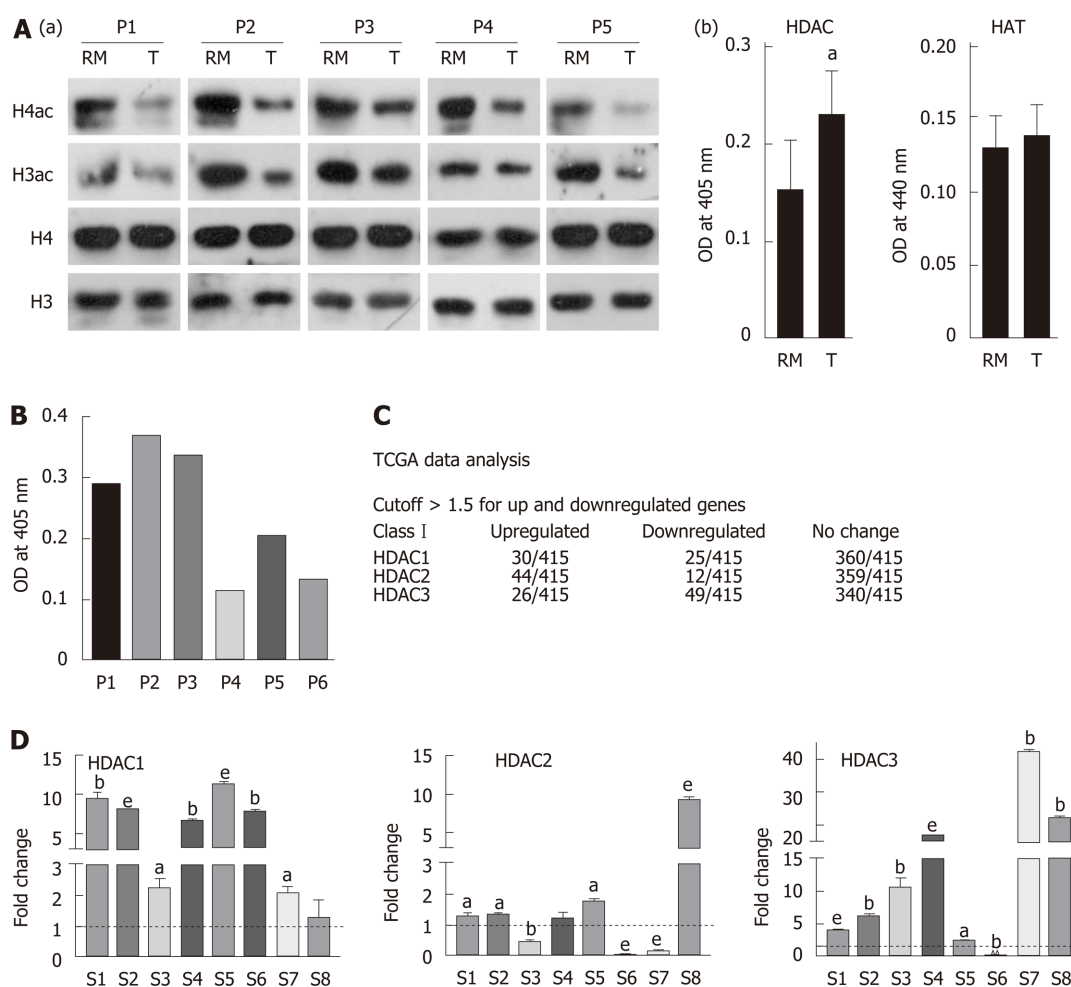 A (a) P1 P2 P3 P4 P5
RM T RM T RM T RM T RM T
H4ac
H3ac
H4
H3
(b) HDAC
a
0.3
0.2
0.1
0
OD at 405 nm
RM T
HAT
0.20
0.15
0.10
0.05
0
OD at 440 nm
RM T
B
0.4
0.3
0.2
0.1
0
OD at 405 nm
P1 P2 P3 P4 P5 P6
C
TCGA data analysis
Cutoff > 1.5 for up and downregulated genes
Class I Upregulated Downregulated No change
HDAC1 30/415 25/415 360/415
HDAC2 44/415 12/415 359/415
HDAC3 26/415 49/415 340/415
D
HDAC1
15
10
5
3
2
1
0
Fold change
b e a b e b a
S1 S2 S3 S4 S5 S6 S7 S8
HDAC2
15
10
5
3
2
1
0
Fold change
a a b a e e e
S1 S2 S3 S4 S5 S6 S7 S8
HDAC3
40
30
20
15
10
5
0
Fold change
e b b e a b b b
S1 S2 S3 S4 S5 S6 S7 S8